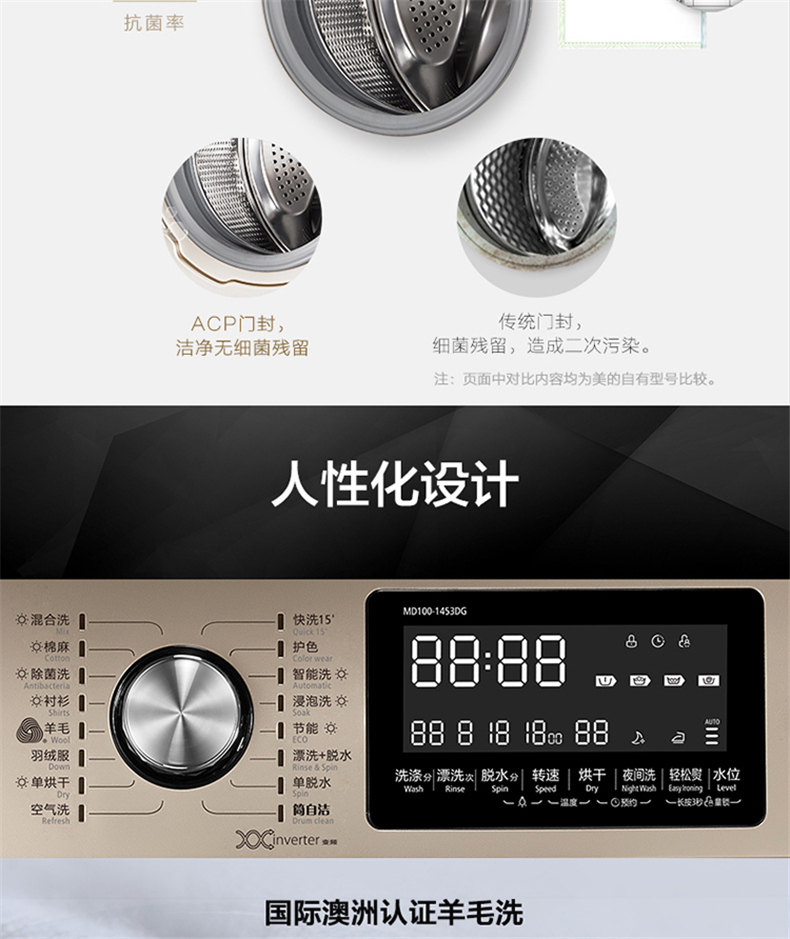 抗菌率
ACP门封，
洁净无细菌残留
传统门封，
细菌残留，造成二次污染。
注：页面中对比内容均为美的自有型号比较。
人性化设计
混合洗
Mix
棉麻
Cotton
除菌洗
Antibacteria
衬衫
Shirts
羊毛
Wool
羽绒服
Down
单烘干
Dry
空气洗
Refresh
快洗15'
Quick 15'
护色
Color wear
智能洗
Automatic
浸泡洗
Soak
节能
ECO
漂洗+脱水
Rinse & Spin
单脱水
Spin
筒自洁
Drum clean
inverter 变频
MD100-1453DG
88:88
88 8 18 18 00 88
AUTO
洗涤分 漂洗次 脱水分 转速 烘干 夜间洗 轻松熨 水位
Wash Rinse Spin Speed Dry Night Wash Easy Ironing Level
温度 预约 长按3秒 童锁
国际澳洲认证羊毛洗